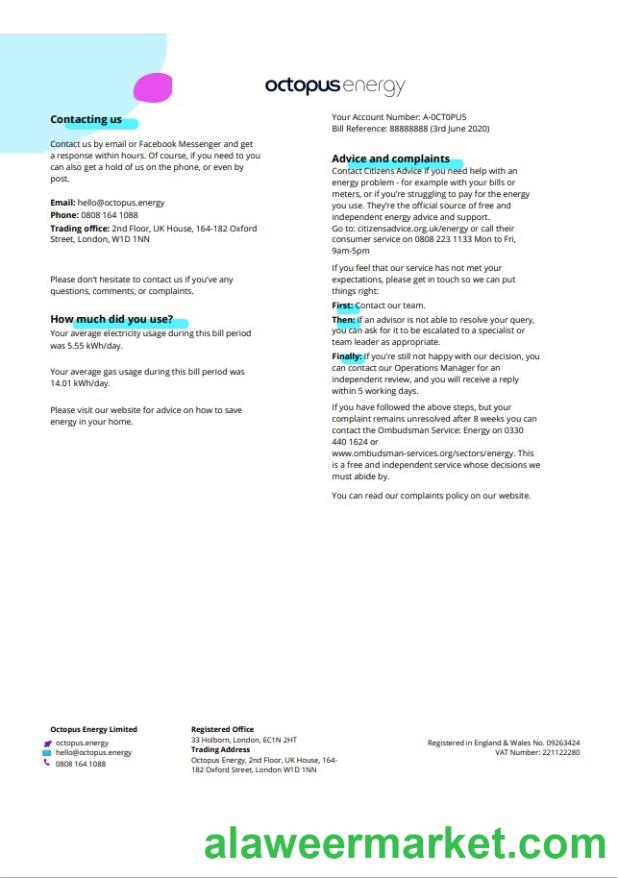 octopusenergy
Contacting us
Contact us by email or Facebook Messenger and get
a response within hours. Of course, if you need to you
can also get a hold of us on the phone, or even by
post.
Email: hello@octopus.energy
Phone: 0808 164 1088
Trading office: 2nd Floor, UK House, 164-182 Oxford
Street, London, W1D 1NN
Please don't hesitate to contact us if you've any
questions, comments, or complaints.
How much did you use?
Your average electricity usage during this bill period
was 5.55 kWh/day.
Your average gas usage during this bill period was
14.01 kWh/day.
Please visit our website for advice on how to save
energy in your home.
Your Account Number: A-0CT0PU5
Bill Reference: 88888888 (3rd June 2020)
Advice and complaints
Contact Citizens Advice if you need help with an
energy problem - for example with your bills or
meters, or if you're struggling to pay for the energy
you use. They're the official source of free and
independent energy advice and support.
Go to: citizensadvice.org.uk/energy or call their
consumer service on 0808 223 1133 Mon to Fri,
9am-5pm
If you feel that our service has not met your
expectations, please get in touch so we can put
things right:
First: Contact our team.
Then: If an advisor is not able to resolve your query,
you can ask for it to be escalated to a specialist or
team leader as appropriate.
Finally: If you're still not happy with our decision, you
can contact our Operations Manager for an
independent review, and you will receive a reply
within 5 working days.
If you have followed the above steps, but your
complaint remains unresolved after 8 weeks you can
contact the Ombudsman Service: Energy on 0330
440 1624 or
www.ombudsman-services.org/sectors/energy. This
is a free and independent service whose decisions we
must abide by.
You can read our complaints policy on our website.
Octopus Energy Limited
octopus.energy
hello@octopus.energy
0808 164 1088
Registered Office
33 Holborn, London, EC1N 2HT
Trading Address
Octopus Energy, 2nd Floor, UK House, 164-
182 Oxford Street, London W1D 1NN
Registered in England & Wales No. 09263424
VAT Number: 221122280
alaweermarket.com